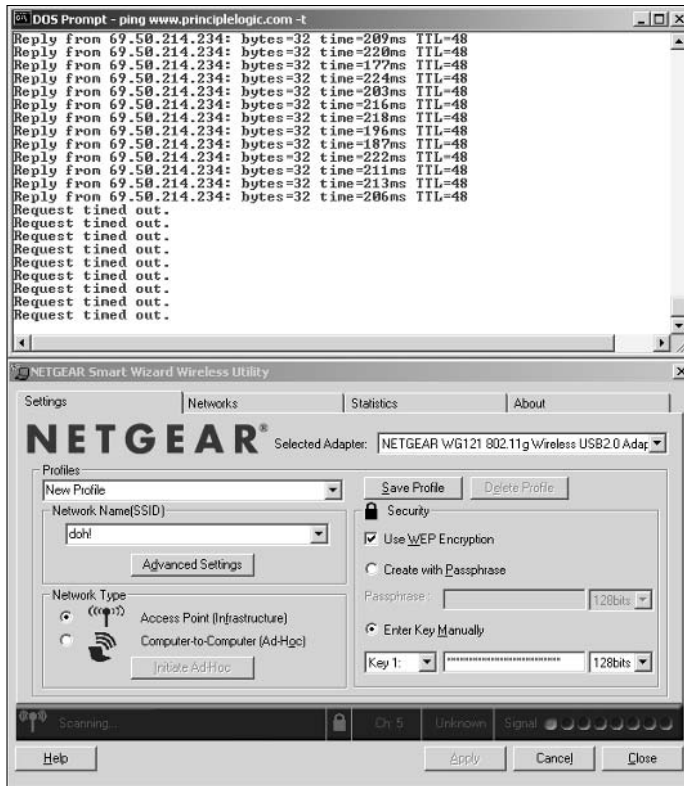 DOS Prompt - ping www.principlelogic.com -t
Reply from 69.50.214.234: bytes=32 time=209ms TTL=48
Reply from 69.50.214.234: bytes=32 time=220ms TTL=48
Reply from 69.50.214.234: bytes=32 time=177ms TTL=48
Reply from 69.50.214.234: bytes=32 time=224ms TTL=48
Reply from 69.50.214.234: bytes=32 time=203ms TTL=48
Reply from 69.50.214.234: bytes=32 time=216ms TTL=48
Reply from 69.50.214.234: bytes=32 time=218ms TTL=48
Reply from 69.50.214.234: bytes=32 time=196ms TTL=48
Reply from 69.50.214.234: bytes=32 time=187ms TTL=48
Reply from 69.50.214.234: bytes=32 time=222ms TTL=48
Reply from 69.50.214.234: bytes=32 time=211ms TTL=48
Reply from 69.50.214.234: bytes=32 time=213ms TTL=48
Reply from 69.50.214.234: bytes=32 time=206ms TTL=48
Request timed out.
Request timed out.
Request timed out.
Request timed out.
Request timed out.
Request timed out.
Request timed out.
Request timed out.
Request timed out.
NETGEAR Smart Wizard Wireless Utility
Settings Networks Statistics About
NETGEAR® Selected Adapter: NETGEAR WG121 802.11g Wireless USB2.0 Adap
Profiles
New Profile Save Profile Delete Profile
Network Name(SSID) Security
doh! Use WEP Encryption
Advanced Settings Create with Passphrase
Passphrase : 128bits
Network Type
Access Point (Infrastructure) Enter Key Manually
Computer-to-Computer (Ad-Hoc)
Initiate Ad-Hoc Key 1: ************************** 128bits
Scanning... Ch: 5 Unknown Signal
Help Apply Cancel Close